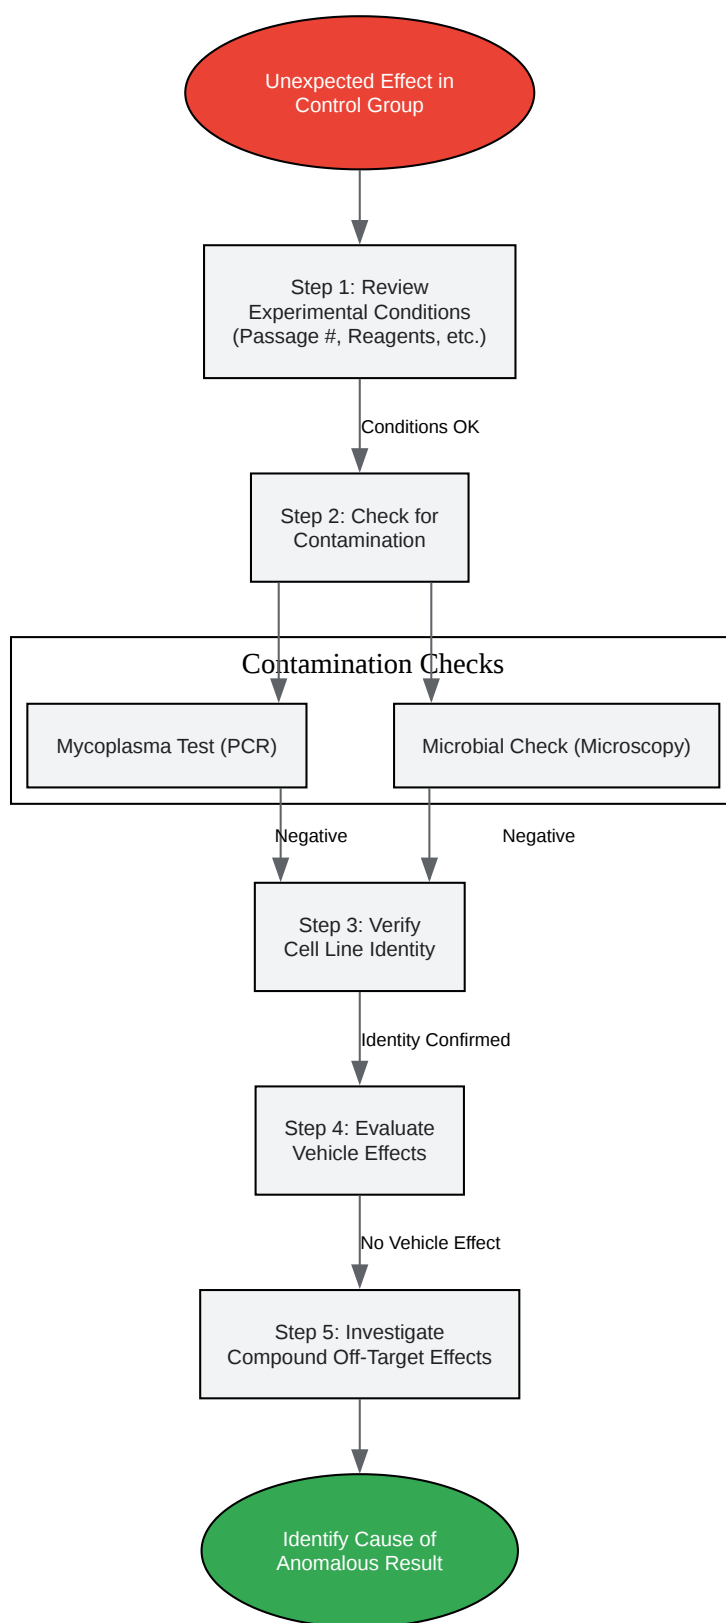 Unexpected Effect in
Control Group
Step 1: Review
Experimental Conditions
(Passage #, Reagents, etc.)
Conditions OK
Step 2: Check for
Contamination
Contamination Checks
Mycoplasma Test (PCR)
Microbial Check (Microscopy)
Negative
Negative
Step 3: Verify
Cell Line Identity
Identity Confirmed
Step 4: Evaluate
Vehicle Effects
No Vehicle Effect
Step 5: Investigate
Compound Off-Target Effects
Identify Cause of
Anomalous Result